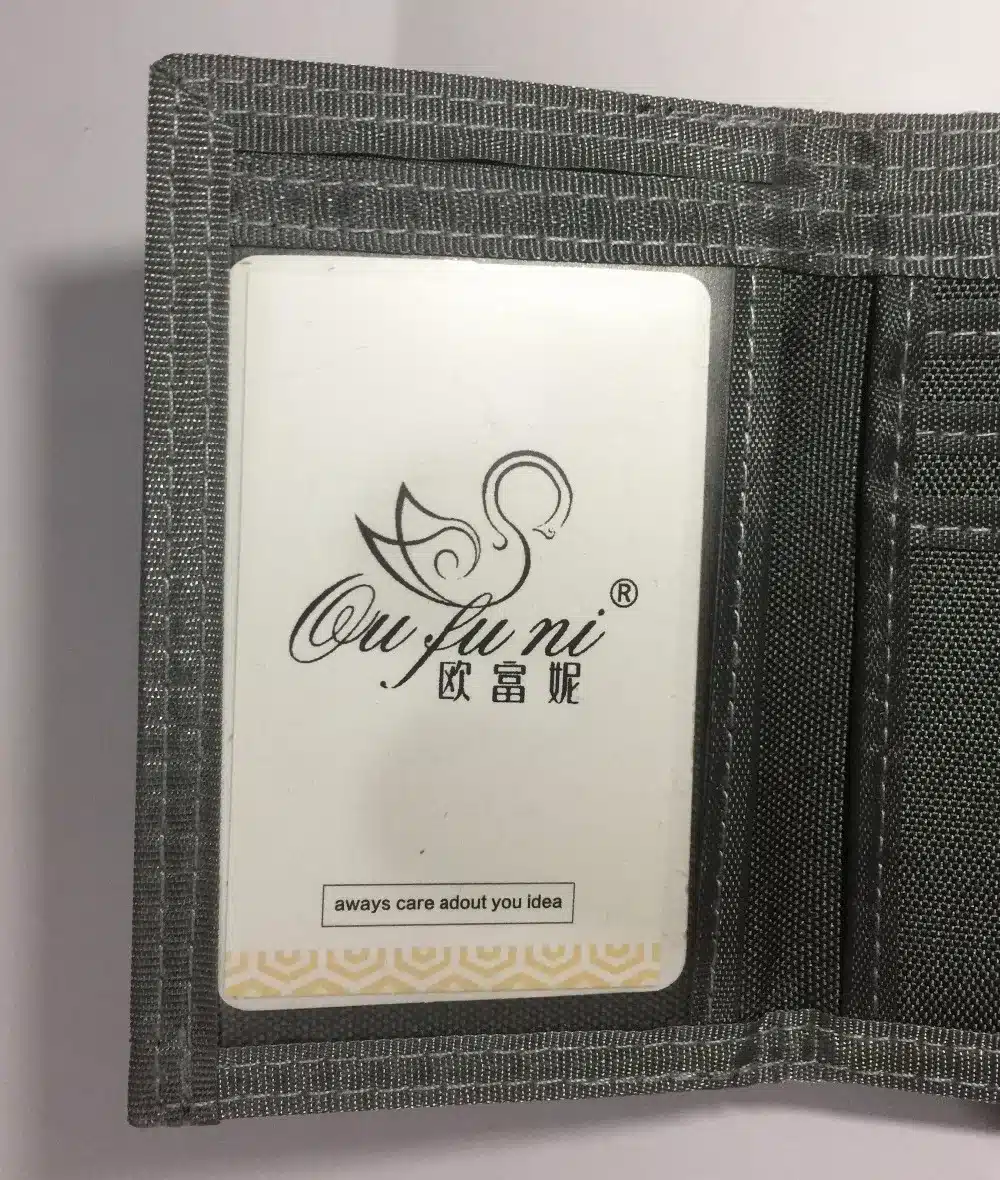 Ou fu ni®
欧富妮
aways care adout you idea